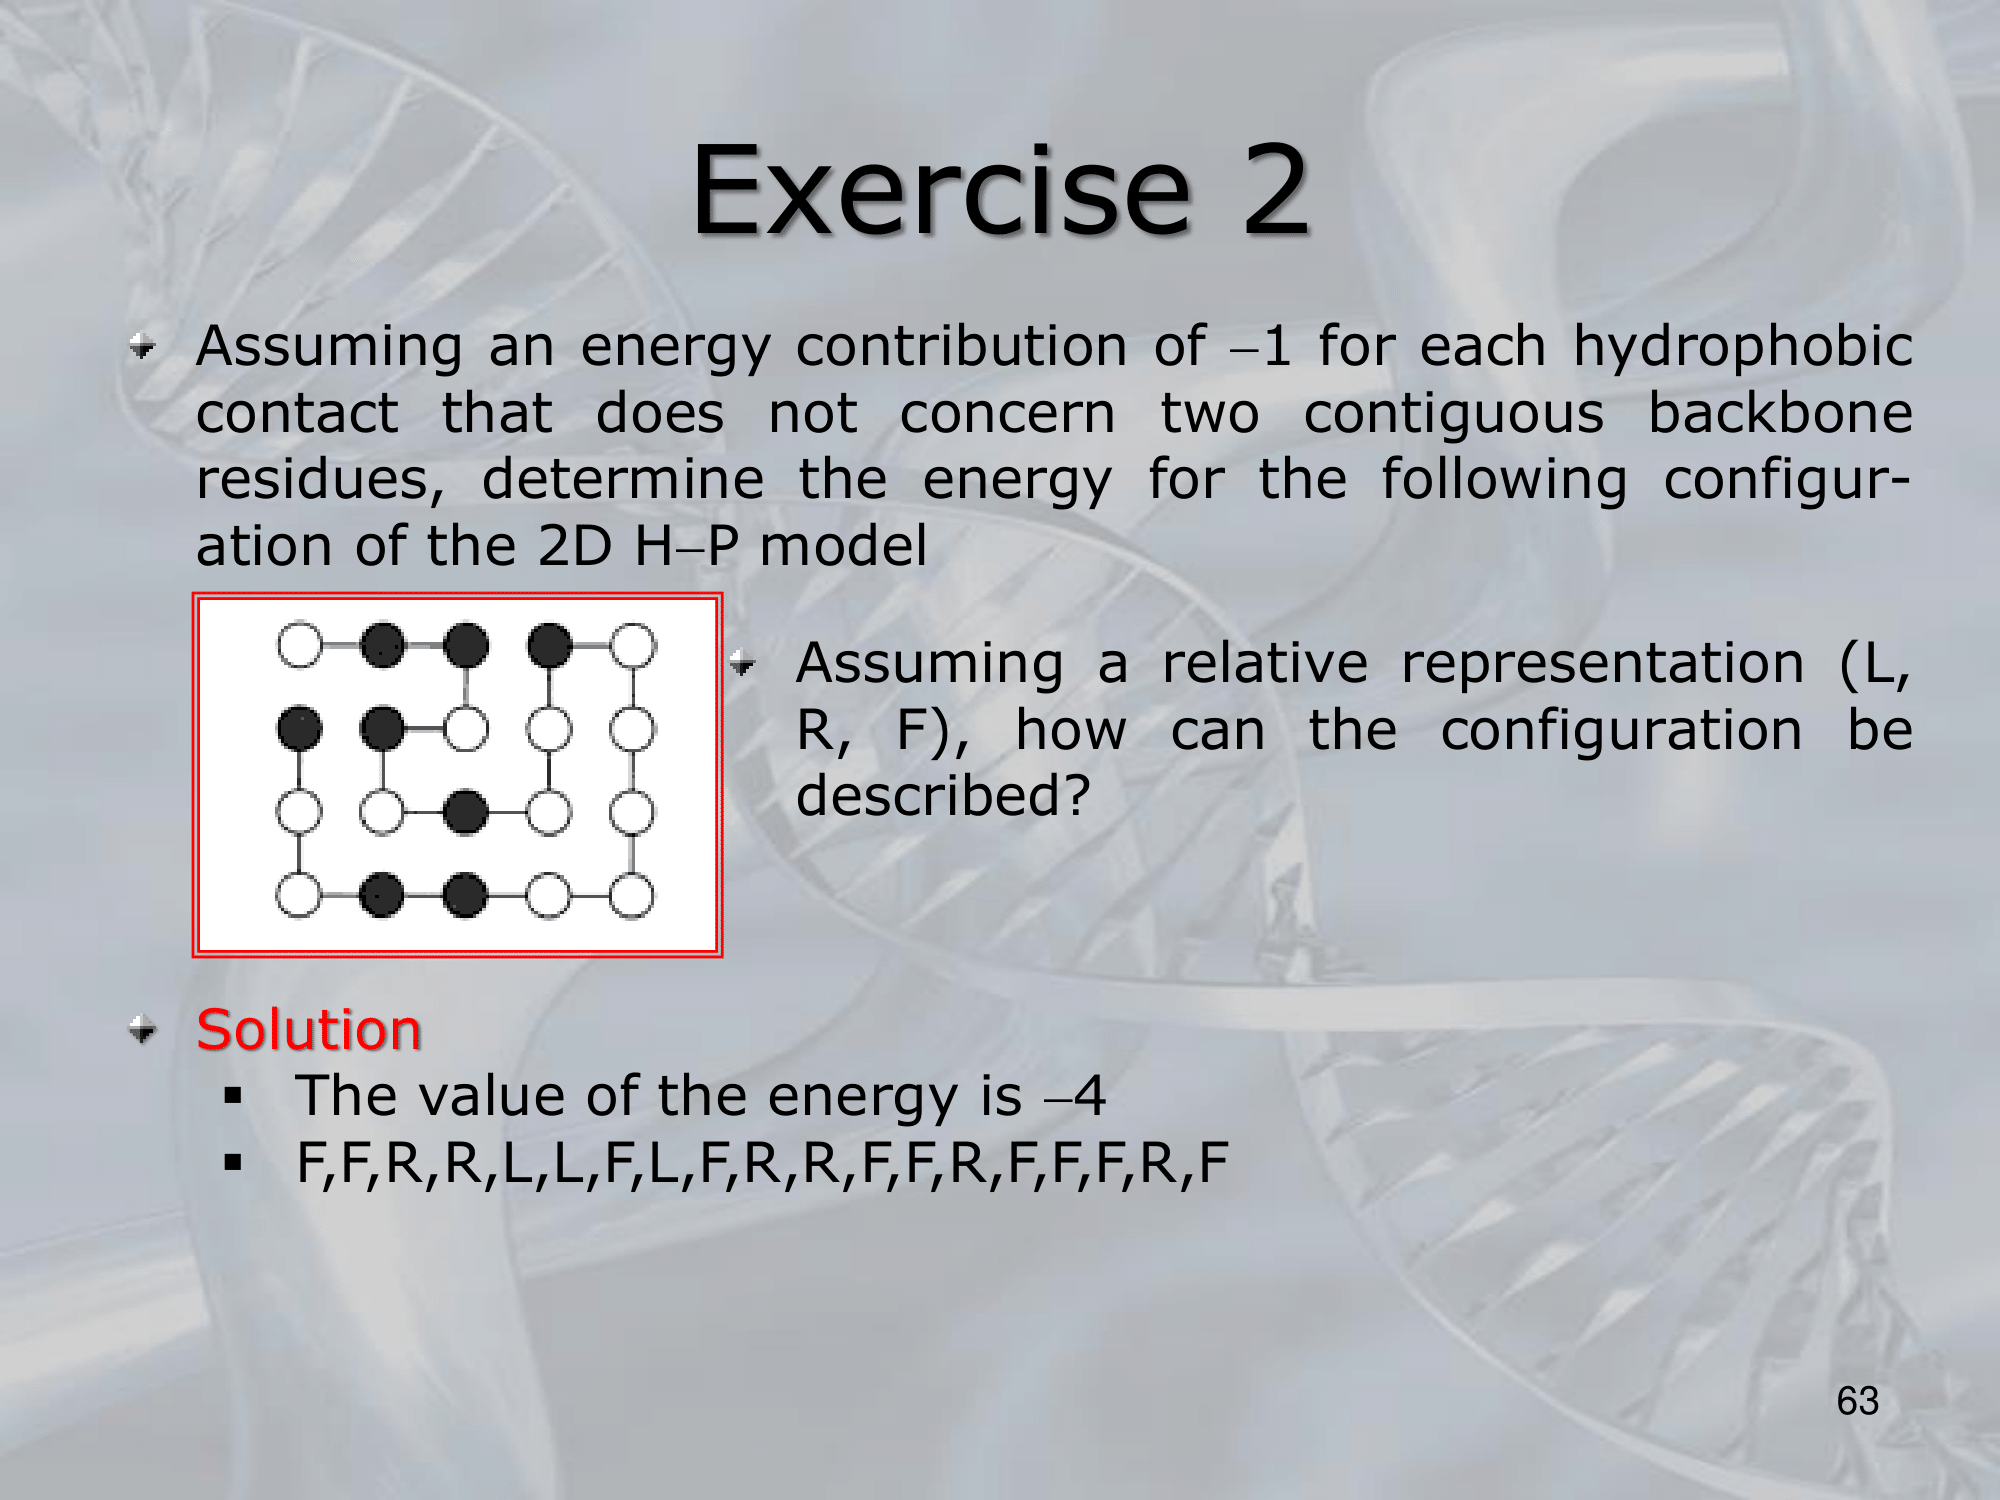 Exercise 2
Assuming an energy contribution of –1 for each hydrophobic
contact that does not concern two contiguous backbone
residues, determine the energy for the following configur-
ation of the 2D H–P model
Assuming a relative representation (L,
R, F), how can the configuration be
described?
Solution
The value of the energy is –4
F,F,R,R,L,L,F,L,F,R,R,F,F,R,F,F,F,R,F
63